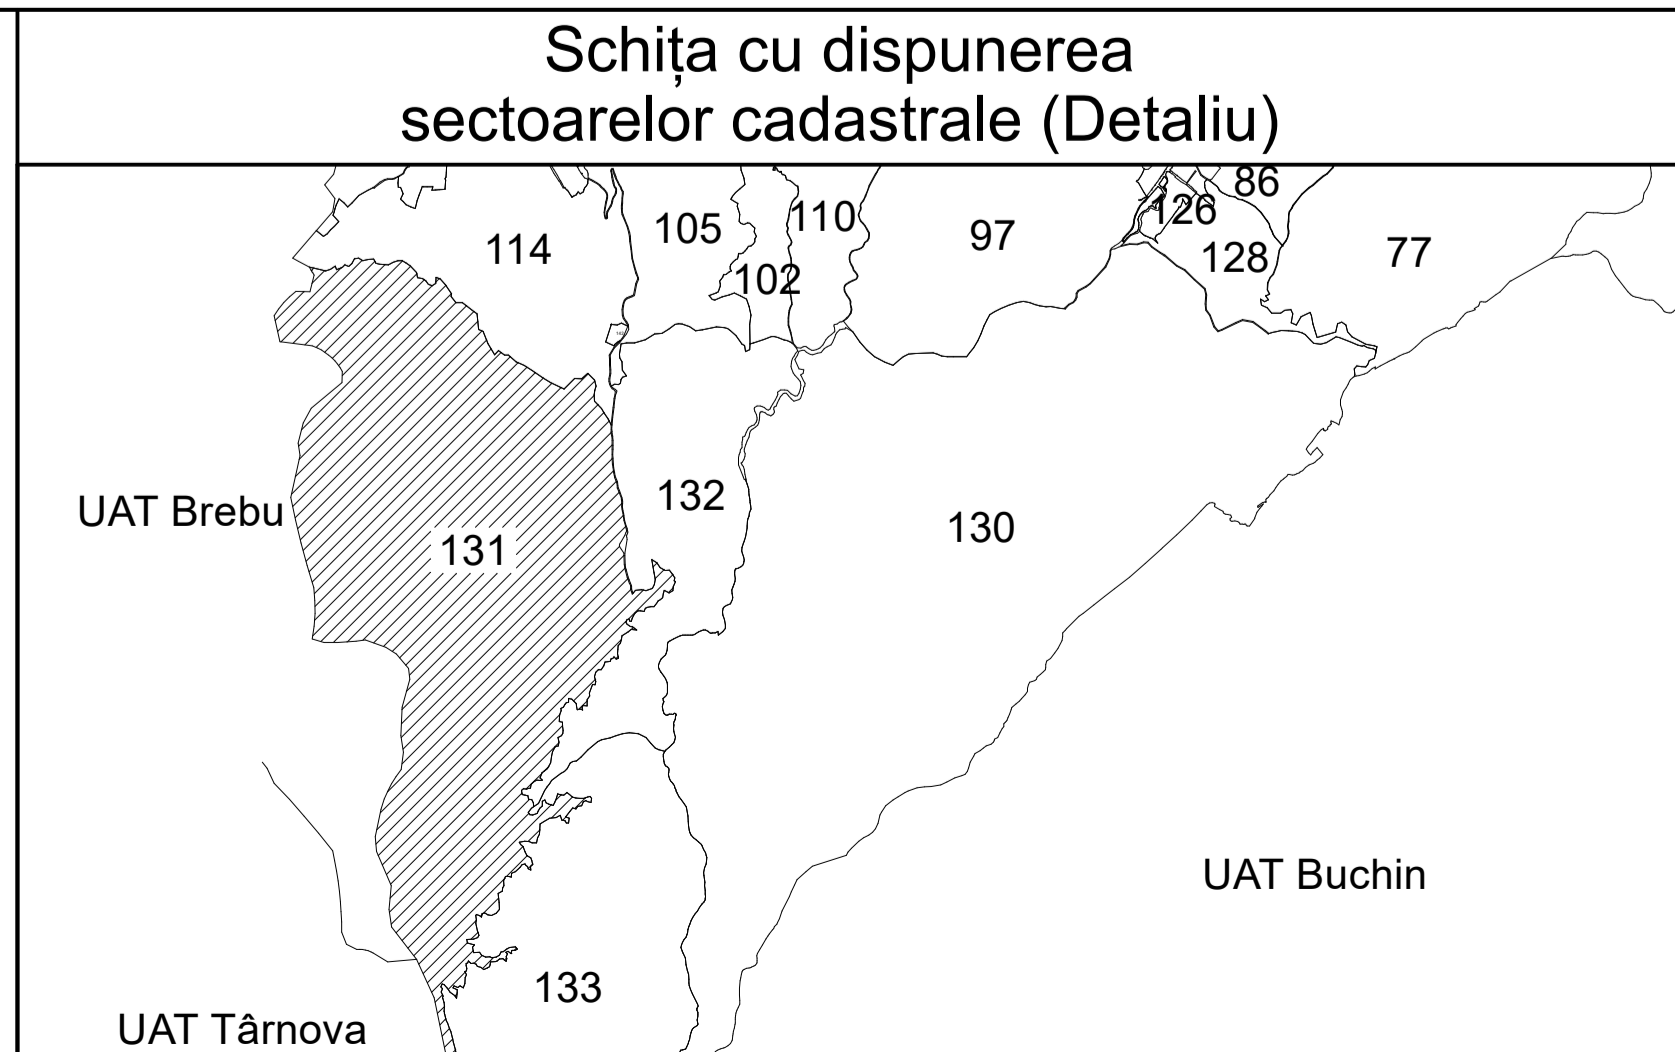 Schița cu dispunerea
sectoarelor cadastrale (Detaliu)
86
126
110
105
97
114
77
128
102
132
UAT Brebu
130
131
UAT Buchin
133
UAT Târnova